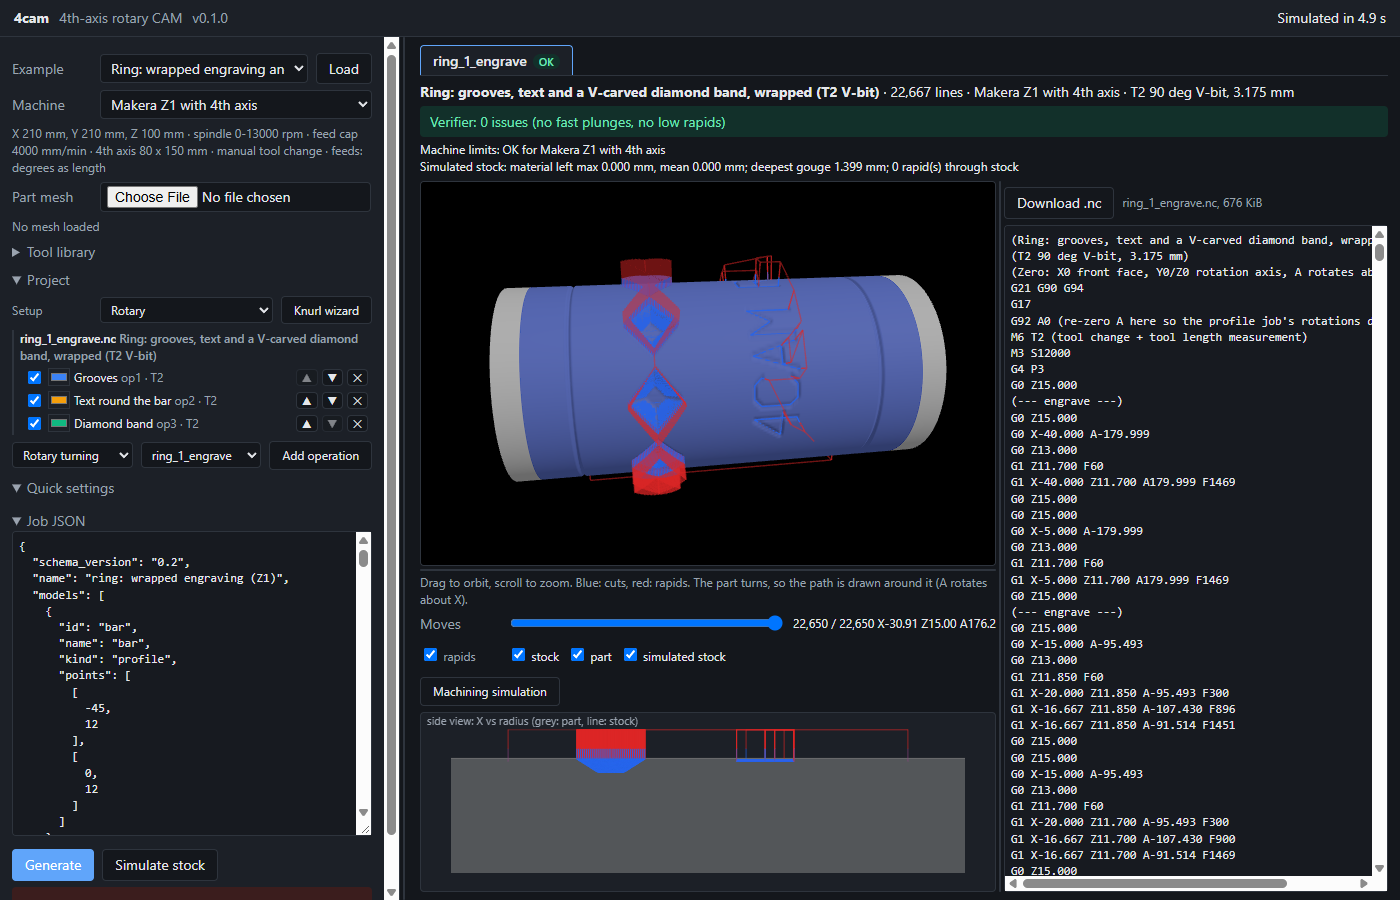 4cam 4th-axis rotary CAM v0.1.0
Simulated in 4.9 s
Example
Ring: wrapped engraving an
Load
Machine
Makera Z1 with 4th axis
X 210 mm, Y 210 mm, Z 100 mm · spindle 0-13000 rpm · feed cap
4000 mm/min · 4th axis 80 x 150 mm · manual tool change · feeds:
degrees as length
Part mesh
Choose File No file chosen
No mesh loaded
Tool library
Project
Setup
Rotary
Knurl wizard
ring_1_engrave.nc Ring: grooves, text and a V-carved diamond
band, wrapped (T2 V-bit)
Grooves op1 · T2
Text round the bar op2 · T2
Diamond band op3 · T2
Rotary turning
ring_1_engrave
Add operation
Quick settings
Job JSON
{
"schema_version": "0.2",
"name": "ring: wrapped engraving (Z1)",
"models": [
{
"id": "bar",
"name": "bar",
"kind": "profile",
"points": [
[
-45,
12
],
[
0,
12
]
]
Generate
Simulate stock
ring_1_engrave OK
Ring: grooves, text and a V-carved diamond band, wrapped (T2 V-bit) · 22,667 lines · Makera Z1 with 4th axis · T2 90 deg V-bit, 3.175 mm
Verifier: 0 issues (no fast plunges, no low rapids)
Machine limits: OK for Makera Z1 with 4th axis
Simulated stock: material left max 0.000 mm, mean 0.000 mm; deepest gouge 1.399 mm; 0 rapid(s) through stock
4CAM 1
Drag to orbit, scroll to zoom. Blue: cuts, red: rapids. The part turns, so the path is drawn around it (A rotates
about X).
Moves
22,650 / 22,650 X-30.91 Z15.00 A176.2
rapids
stock
part
simulated stock
Machining simulation
side view: X vs radius (grey: part, line: stock)
Download .nc
ring_1_engrave.nc, 676 KiB
(Ring: grooves, text and a V-carved diamond band, wrapp
(T2 90 deg V-bit, 3.175 mm)
(Zero: X0 front face, Y0/Z0 rotation axis, A rotates ab
G21 G90 G94
G17
G92 A0 (re-zero A here so the profile job's rotations d
M6 T2 (tool change + tool length measurement)
M3 S12000
G4 P3
G0 Z15.000
(--- engrave ---)
G0 Z15.000
G0 X-40.000 A-179.999
G0 Z13.000
G1 Z11.700 F60
G1 X-40.000 Z11.700 A179.999 F1469
G0 Z15.000
G0 Z15.000
G0 X-5.000 A-179.999
G0 Z13.000
G1 Z11.700 F60
G1 X-5.000 Z11.700 A179.999 F1469
G0 Z15.000
(--- engrave ---)
G0 Z15.000
G0 X-15.000 A-95.493
G0 Z13.000
G1 Z11.850 F60
G1 X-20.000 Z11.850 A-95.493 F300
G1 X-16.667 Z11.850 A-107.430 F896
G1 X-16.667 Z11.850 A-91.514 F1451
G0 Z15.000
G0 Z15.000
G0 X-15.000 A-95.493
G0 Z13.000
G1 Z11.700 F60
G1 X-20.000 Z11.700 A-95.493 F300
G1 X-16.667 Z11.700 A-107.430 F900
G1 X-16.667 Z11.700 A-91.514 F1469
G0 Z15.000